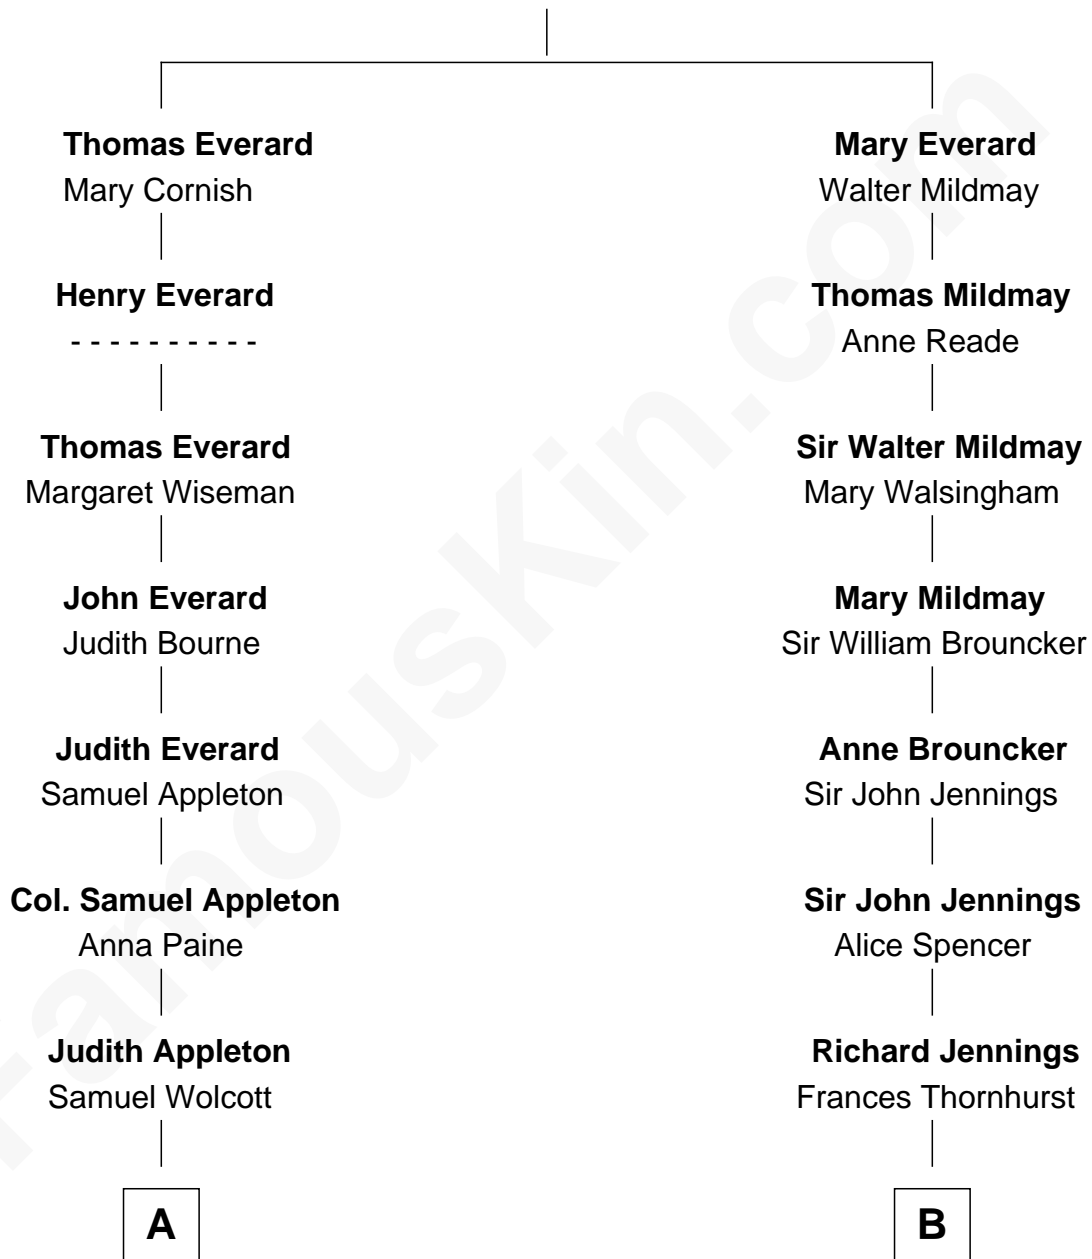 Thomas Everard
Mary Cornish
Henry Everard
- - - - - - - - - -
Thomas Everard
Margaret Wiseman
John Everard
Judith Bourne
Judith Everard
Samuel Appleton
Col. Samuel Appleton
Anna Paine
Judith Appleton
Samuel Wolcott
A
Mary Everard
Walter Mildmay
Thomas Mildmay
Anne Reade
Sir Walter Mildmay
Mary Walsingham
Mary Mildmay
Sir William Brouncker
Anne Brouncker
Sir John Jennings
Sir John Jennings
Alice Spencer
Richard Jennings
Frances Thornhurst
B
FamousKin.com